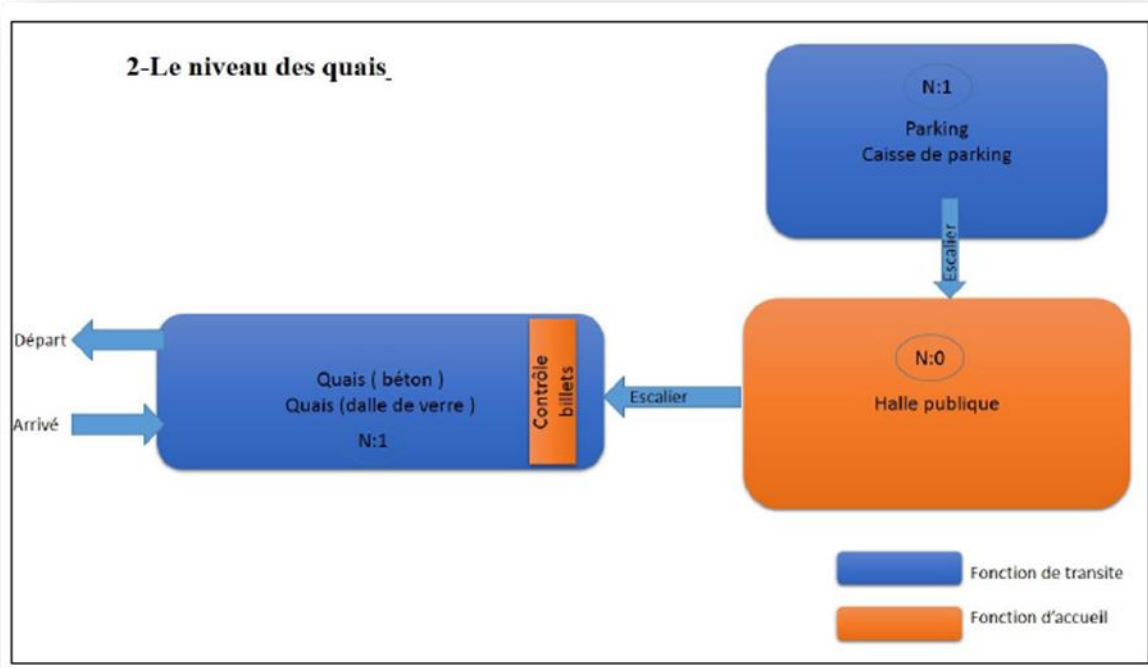 2-Le niveau des quais
N:1
Parking
Caisse de parking
Escalier
Départ
Arrivé
Quais ( béton )
Quais (dalle de verre )
N:1
Contrôle
billets
Escalier
N:0
Halle publique
Fonction de transite
Fonction d'accueil